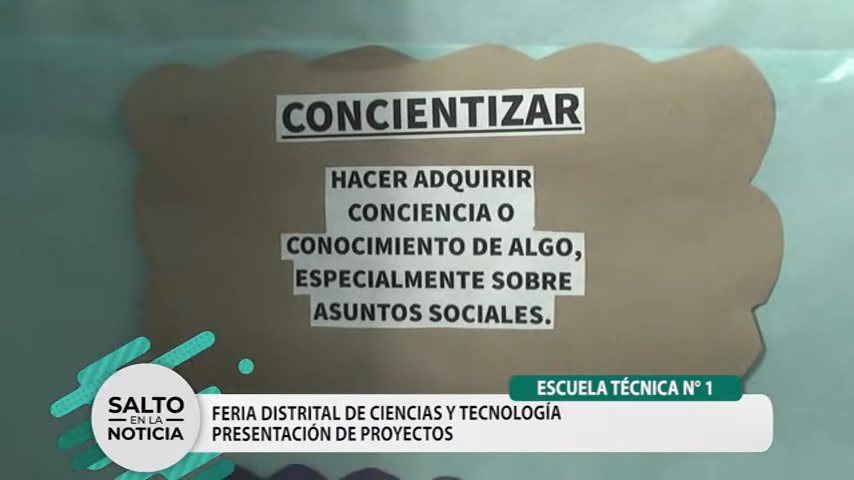 CONCIENTIZAR
HACER ADQUIRIR
CONCIENCIA O
CONOCIMIENTO DE ALGO,
ESPECIALMENTE SOBRE
ASUNTOS SOCIALES.
ESCUELA TÉCNICA N° 1
SALTO
EN LA
NOTICIA
FERIA DISTRITAL DE CIENCIAS Y TECNOLOGÍA
PRESENTACIÓN DE PROYECTOS